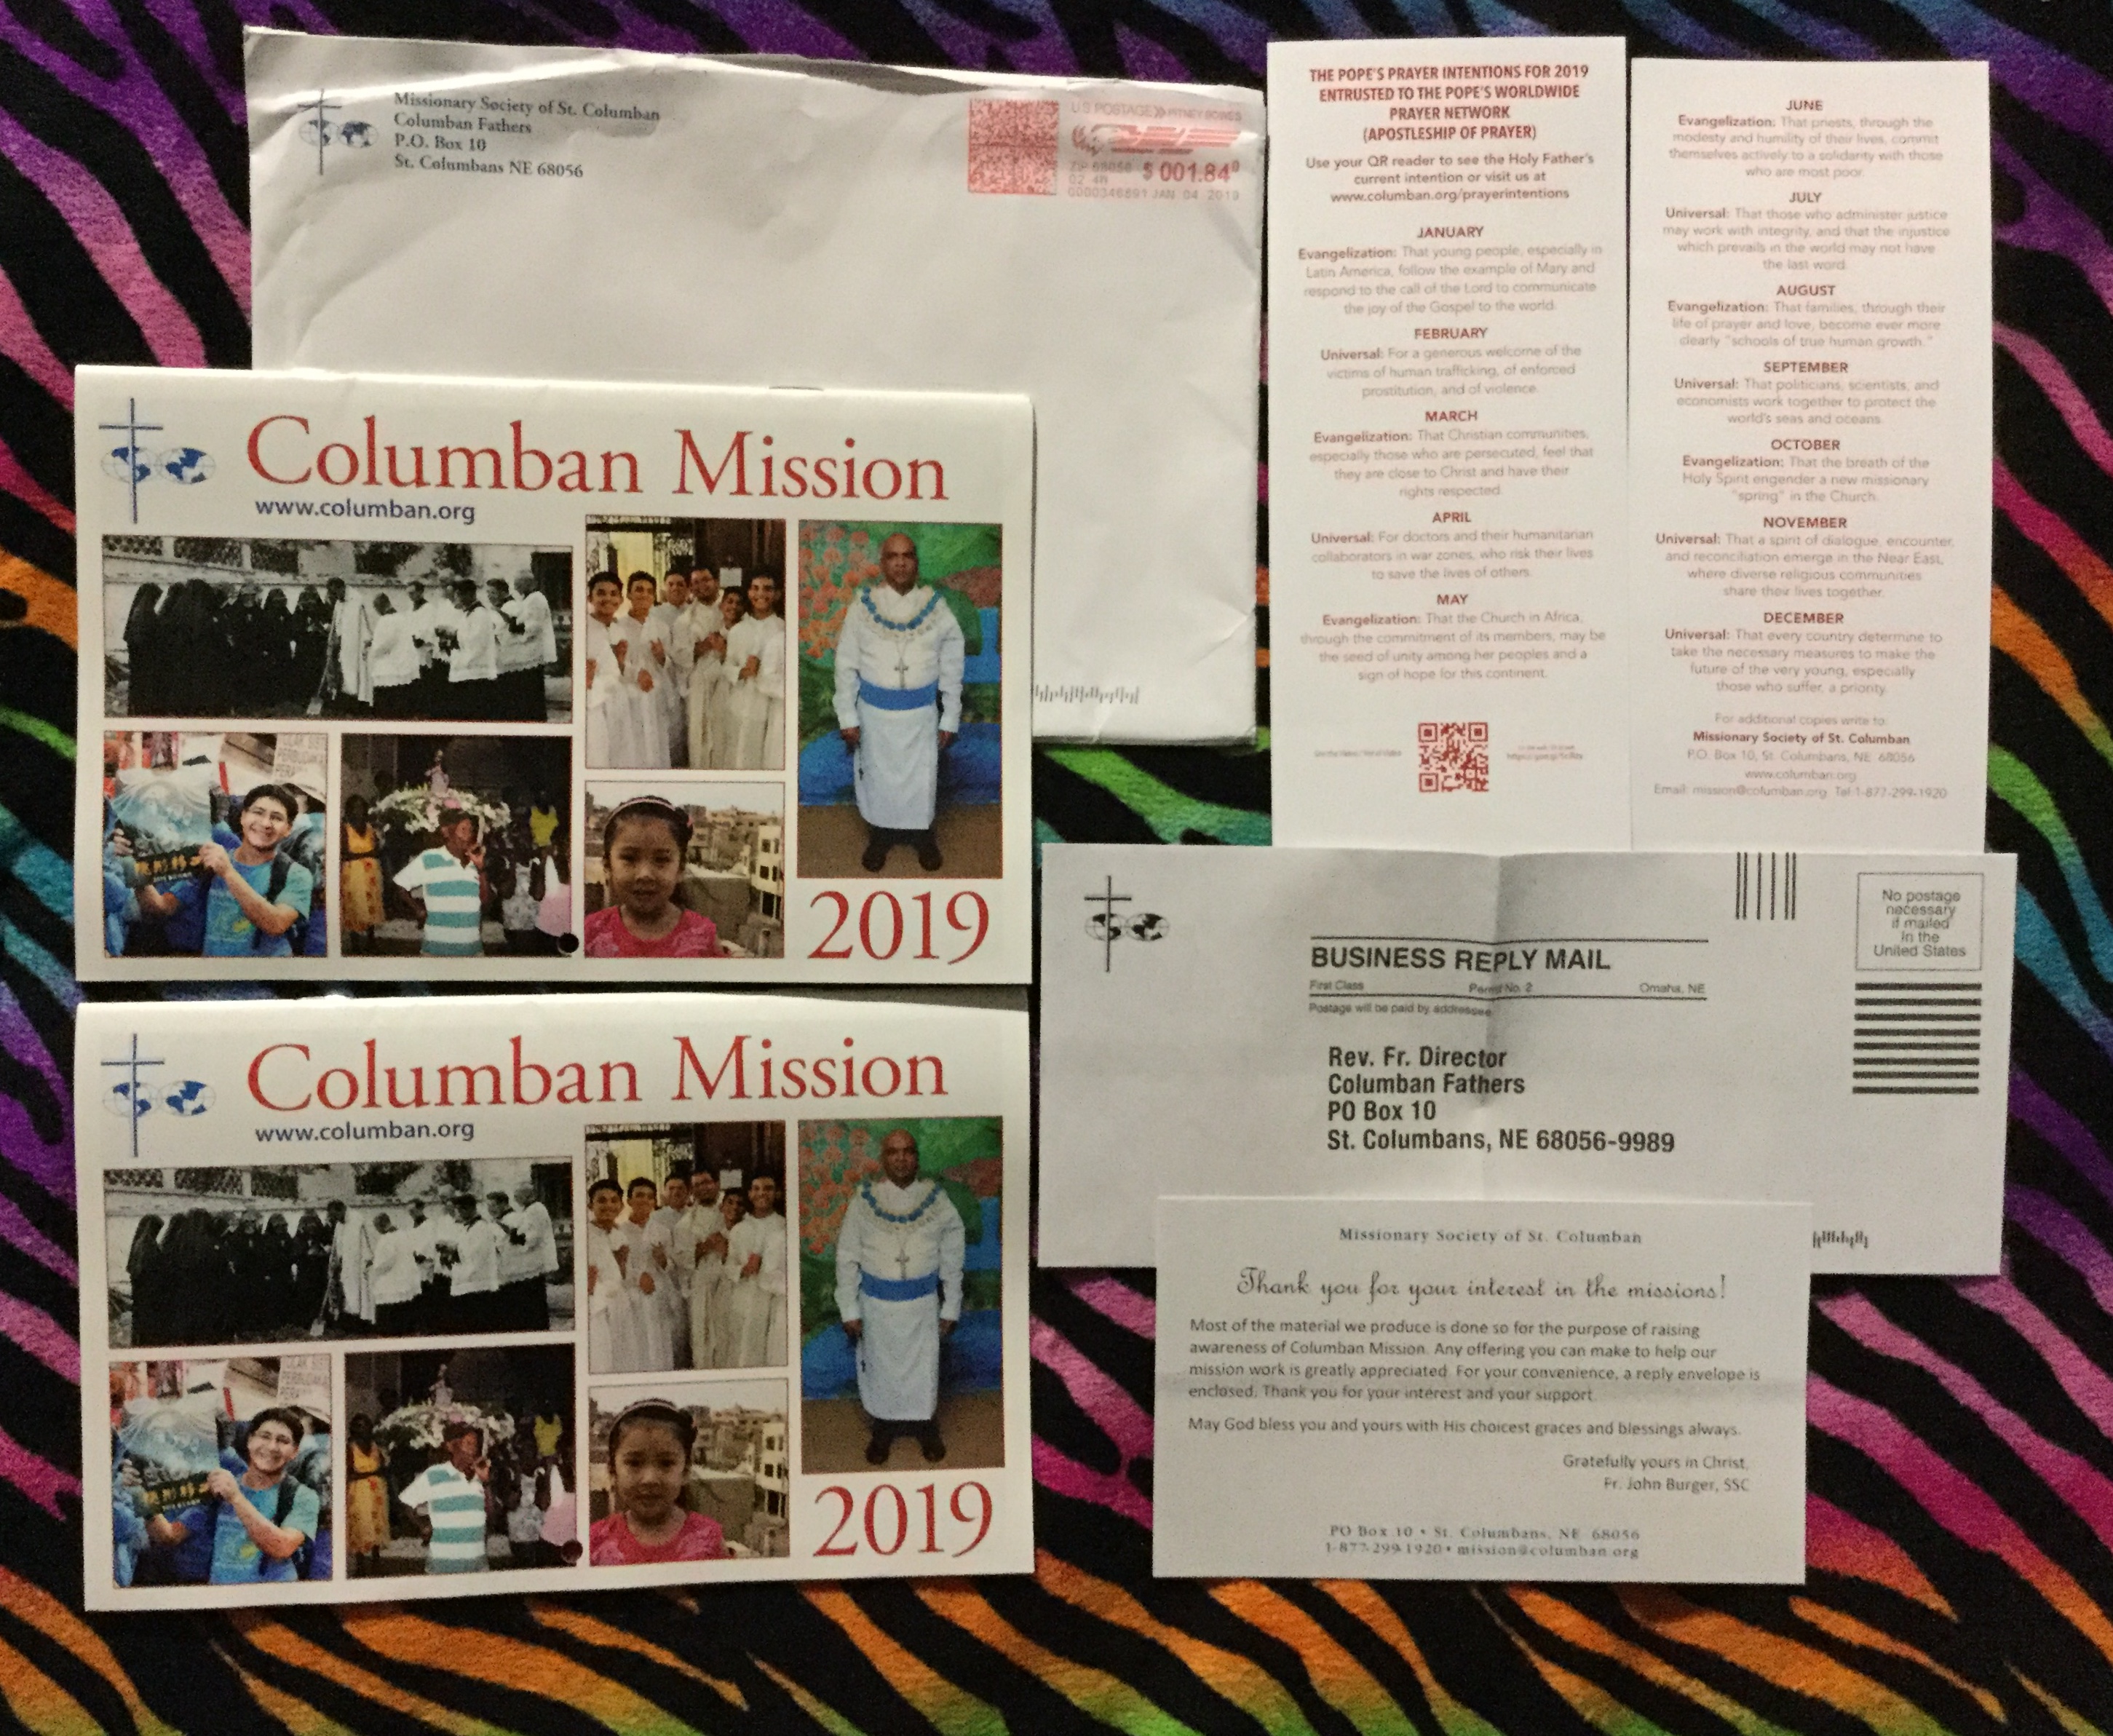 Missionary Society of St. Columban
Columban Fathers
P.O. Box 10
St. Columbans NE 68056
U.S. POSTAGE PITNEY BOWES
ZIP 68056 $ 001.84⁰
02 4W
0000346691 JAN 04 2019
Columban Mission
www.columban.org
2019
Columban Mission
www.columban.org
2019
THE POPE'S PRAYER INTENTIONS FOR 2019
ENTRUSTED TO THE POPE'S WORLDWIDE
PRAYER NETWORK
(APOSTLESHIP OF PRAYER)
Use your QR reader to see the Holy Father's
current intention or visit us at
www.columban.org/prayerintentions
JANUARY
Evangelization: That young people, especially in
Latin America, follow the example of Mary and
respond to the call of the Lord to communicate
the joy of the Gospel to the world.
FEBRUARY
Universal: For a generous welcome of the
victims of human trafficking, of enforced
prostitution, and of violence.
MARCH
Evangelization: That Christian communities,
especially those who are persecuted, feel that
they are close to Christ and have their
rights respected.
APRIL
Universal: For doctors and their humanitarian
collaborators in war zones, who risk their lives
to save the lives of others.
MAY
Evangelization: That the Church in Africa,
through the commitment of its members, may be
the seed of unity among her peoples and a
sign of hope for this continent.
JUNE
Evangelization: That priests, through the
modesty and humility of their lives, commit
themselves actively to a solidarity with those
who are most poor.
JULY
Universal: That those who administer justice
may work with integrity, and that the injustice
which prevails in the world may not have
the last word.
AUGUST
Evangelization: That families, through their
life of prayer and love, become ever more
clearly "schools of true human growth."
SEPTEMBER
Universal: That politicians, scientists, and
economists work together to protect the
world's seas and oceans.
OCTOBER
Evangelization: That the breath of the
Holy Spirit engender a new missionary
"spring" in the Church.
NOVEMBER
Universal: That a spirit of dialogue, encounter,
and reconciliation emerge in the Near East,
where diverse religious communities
share their lives together.
DECEMBER
Universal: That every country determine to
take the necessary measures to make the
future of the very young, especially
those who suffer, a priority.
For additional copies write to:
Missionary Society of St. Columban
P.O. Box 10, St. Columbans, NE 68056
www.columban.org
Email: mission@columban.org Tel:1-877-299-1920
No postage
necessary
if mailed
in the
United States
BUSINESS REPLY MAIL
First Class Permit No. 2 Omaha, NE
Postage will be paid by addressee
Rev. Fr. Director
Columban Fathers
PO Box 10
St. Columbans, NE 68056-9989
Missionary Society of St. Columban
Thank you for your interest in the missions!
Most of the material we produce is done so for the purpose of raising
awareness of Columban Mission. Any offering you can make to help our
mission work is greatly appreciated. For your convenience, a reply envelope is
enclosed. Thank you for your interest and your support.
May God bless you and yours with His choicest graces and blessings always.
Gratefully yours in Christ,
Fr. John Burger, SSC
PO Box 10 • St. Columbans, NE 68056
1-877-299-1920 • mission@columban.org